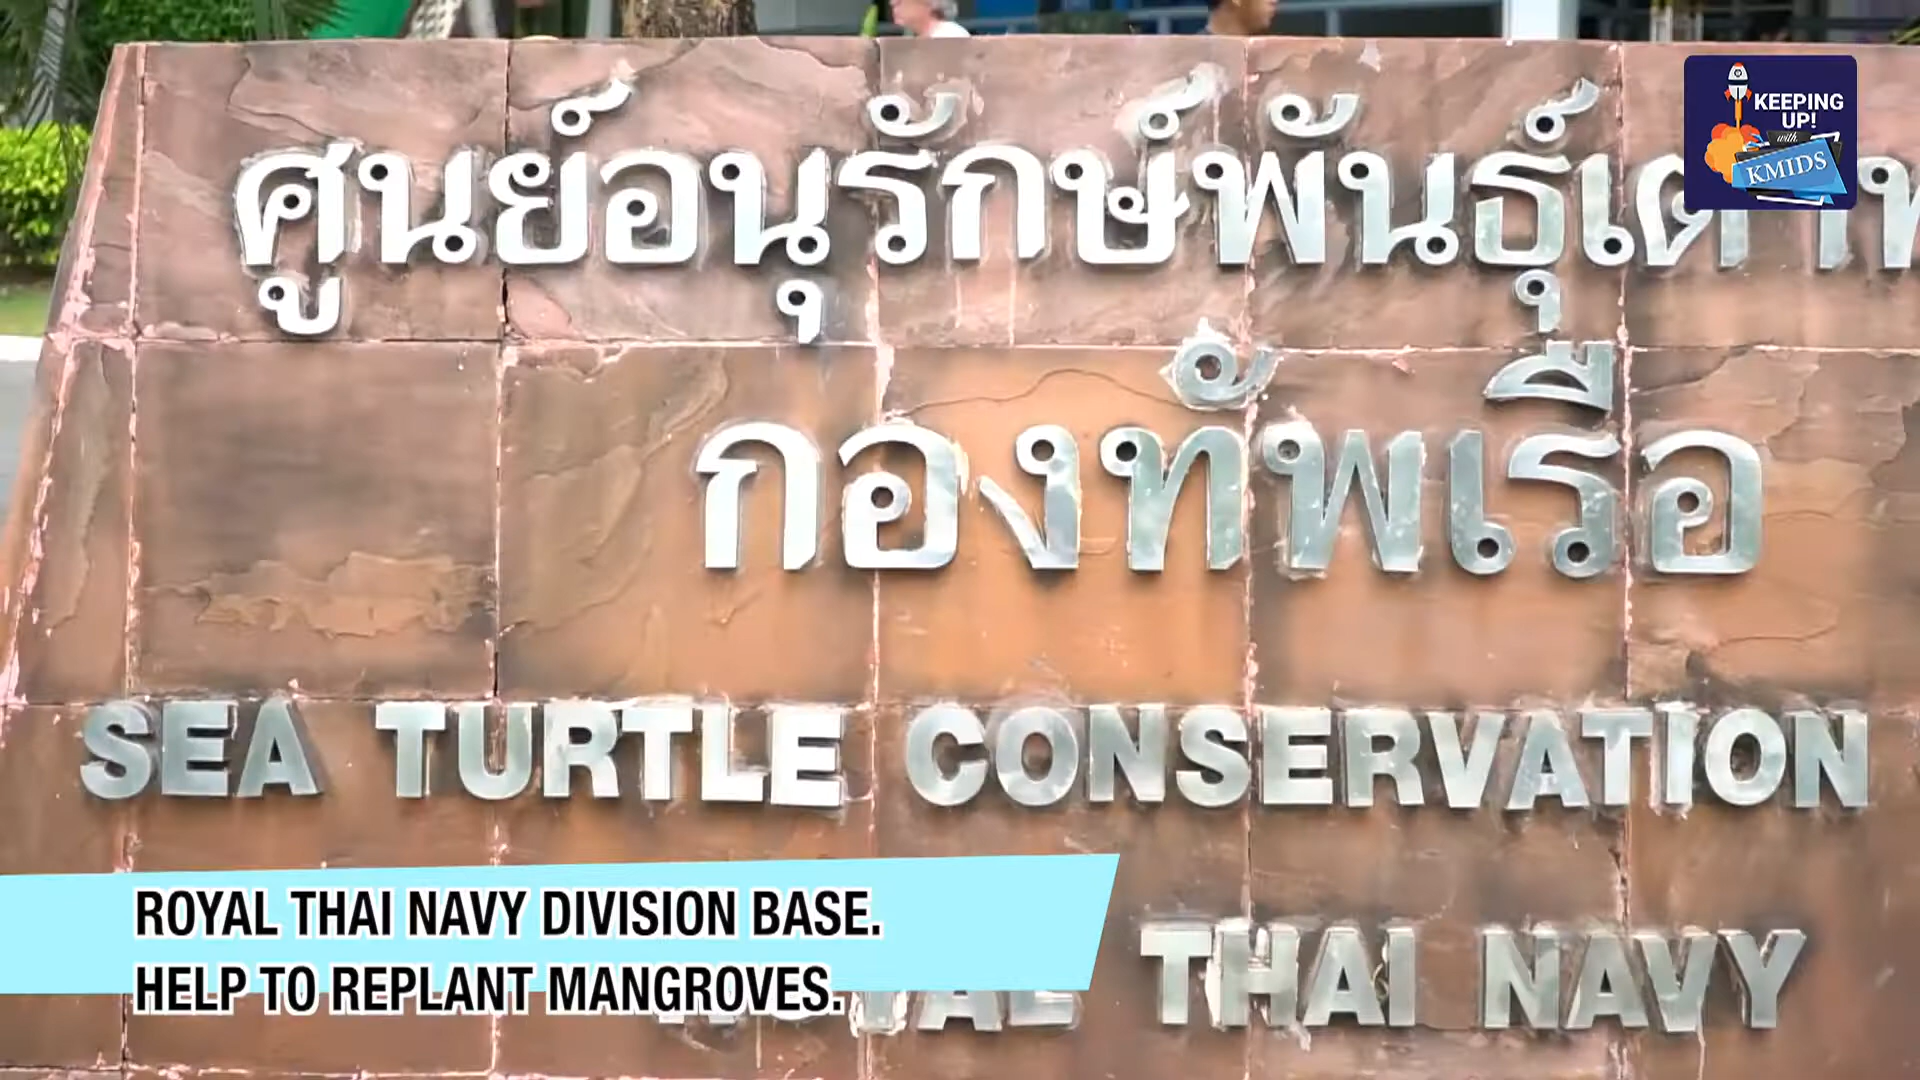 KEEPING
UP!
with
KMIDS
ศูนย์อนุรักษ์พันธุ์เต่า
กองทัพเรือ
SEA TURTLE CONSERVATION
THAI NAVY
ROYAL THAI NAVY DIVISION BASE.
HELP TO REPLANT MANGROVES.